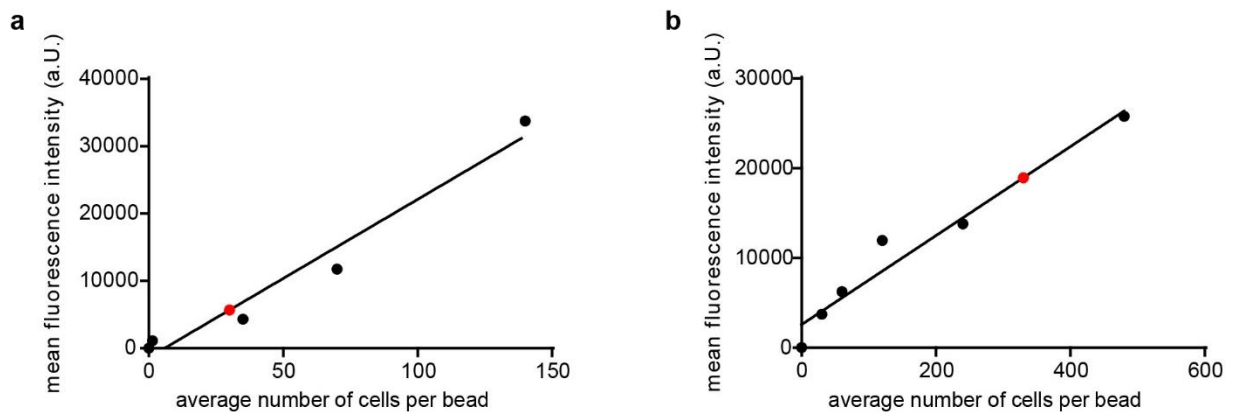 a
mean fluorescence intensity (a.U.)
40000
30000
20000
10000
0
0
50
100
150
average number of cells per bead
b
mean fluorescence intensity (a.U.)
30000
20000
10000
0
0
200
400
600
average number of cells per bead